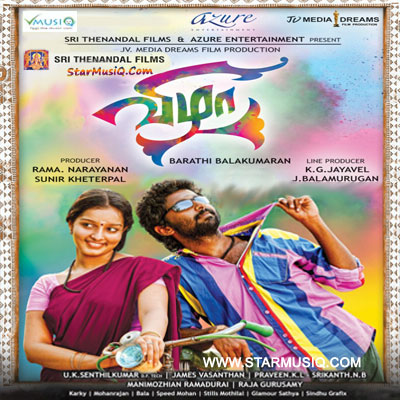 VMUSIQ
azure
ENTERTAINMENT
JV MEDIA DREAMS
FILM PRODUCTION
SRI THENANDAL FILMS & AZURE ENTERTAINMENT PRESENT
JV. MEDIA DREAMS FILM PRODUCTION
SRI THENANDAL FILMS
StarMusiQ.Com
விழா
BARATHI BALAKUMARAN
PRODUCER
RAMA. NARAYANAN
SUNIR KHETERPAL
LINE PRODUCER
K.G.JAYAVEL
J.BALAMURUGAN
WWW.STARMUSIQ.COM
U.K.SENTHILKUMAR | JAMES VASANTHAN | PRAVEEN.K.L | SRIKANTH.N.B
MANIMOZHIAN RAMADURAI | RAJA GURUSAMY
Karky | Mohanrajan | Bala | Speed Mohan | Stills Mothilal | Glamour Sathya | Sindhu Grafix